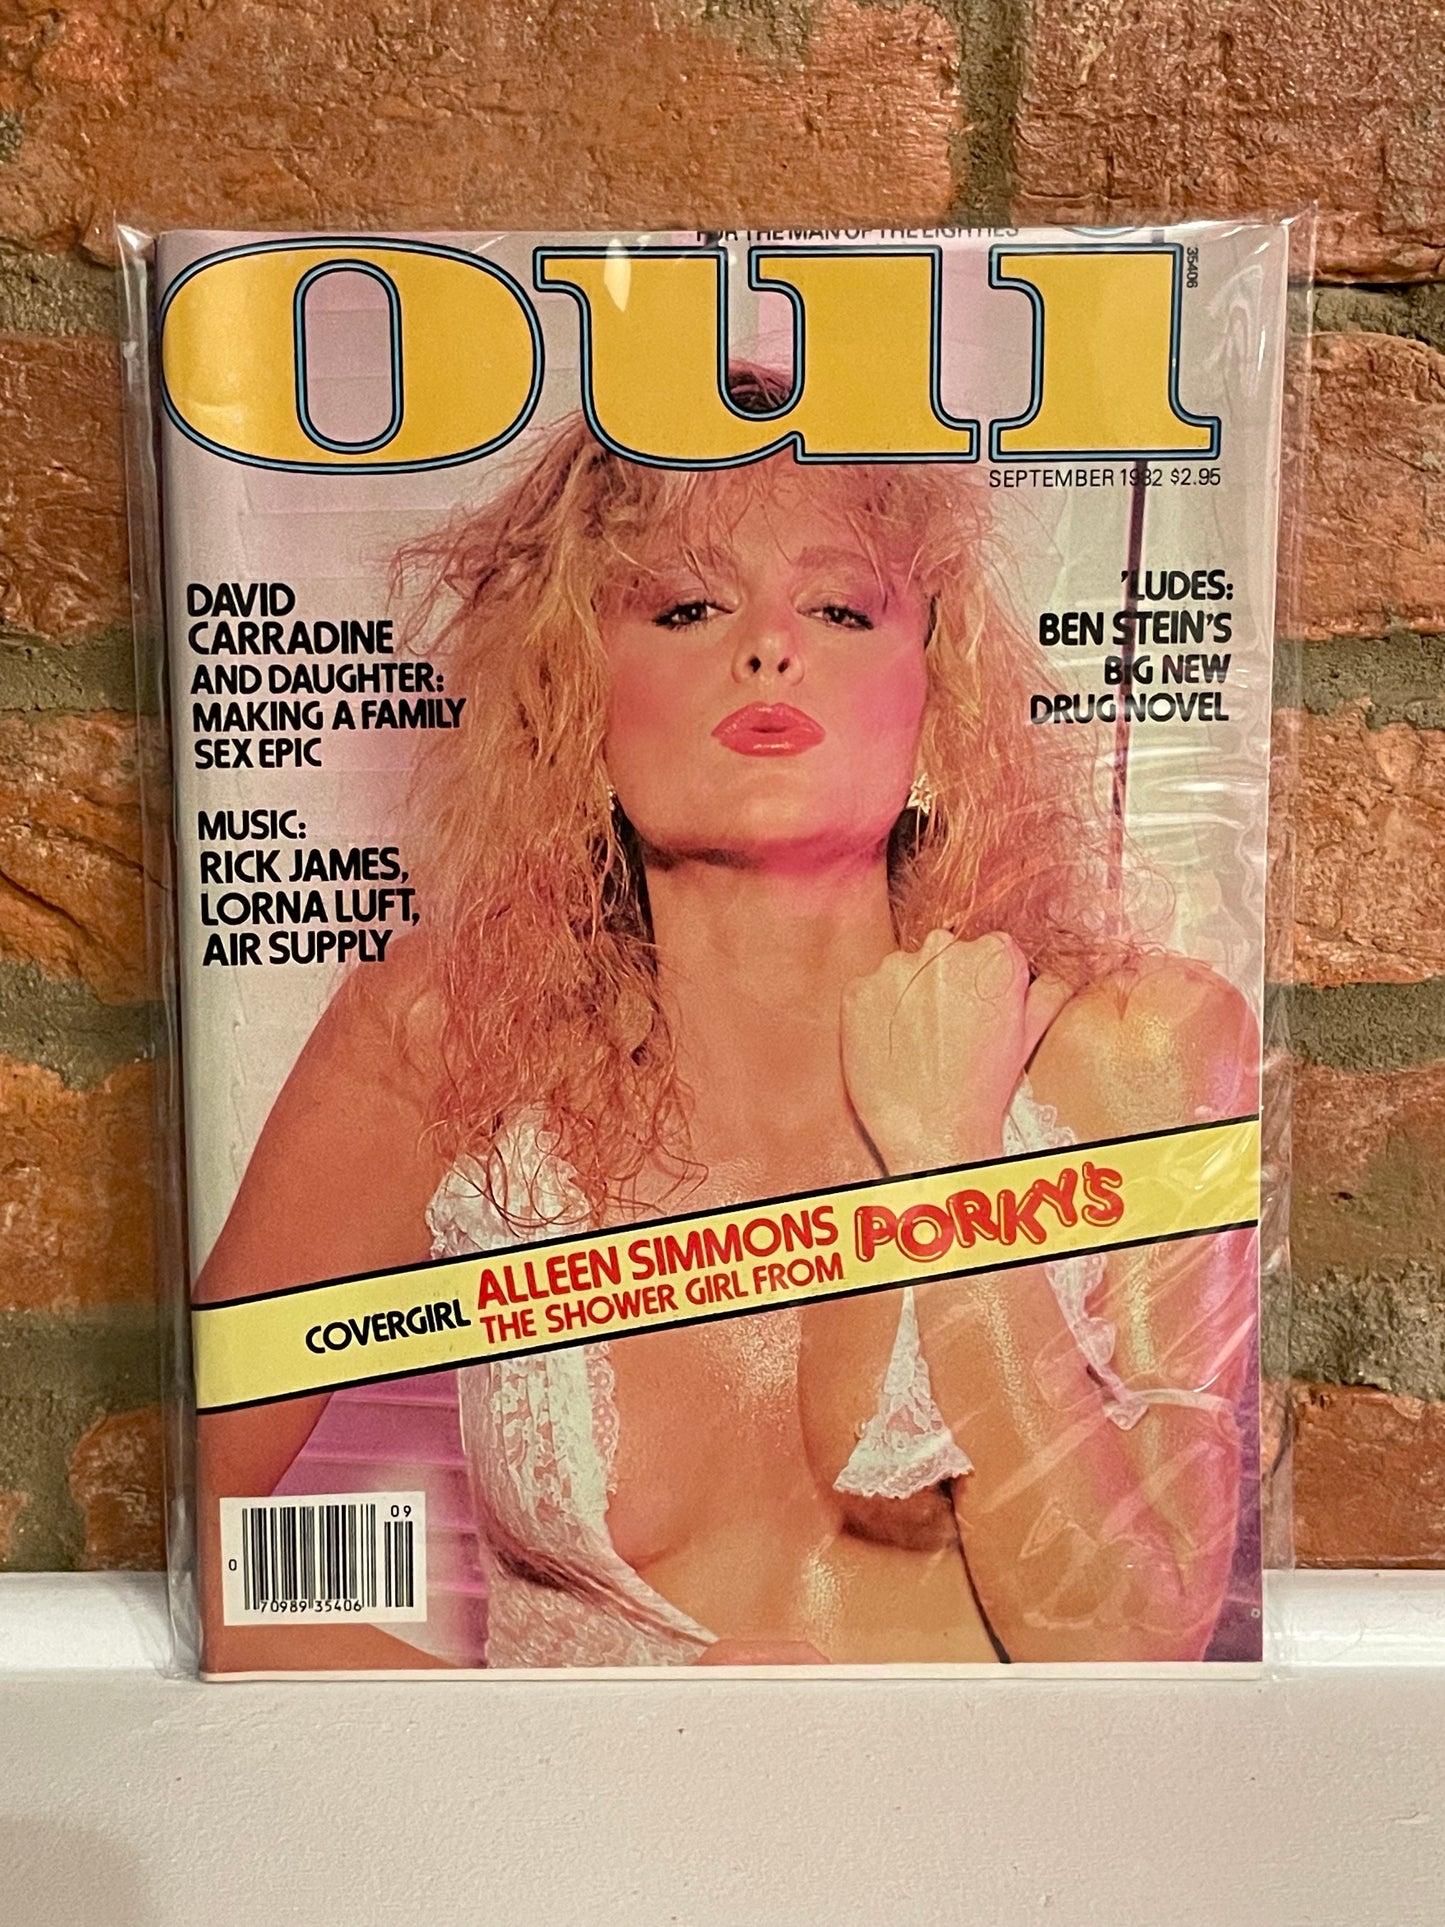 FOR THE MAN OF THE EIGHTIES
35406
oui
SEPTEMBER 1982 $2.95
DAVID
CARRADINE
AND DAUGHTER:
MAKING A FAMILY
SEX EPIC
MUSIC:
RICK JAMES,
LORNA LUFT,
AIR SUPPLY
'LUDES:
BEN STEIN'S
BIG NEW
DRUG NOVEL
COVERGIRL ALLEEN SIMMONS
THE SHOWER GIRL FROM PORKY'S
09
0
70989 35406